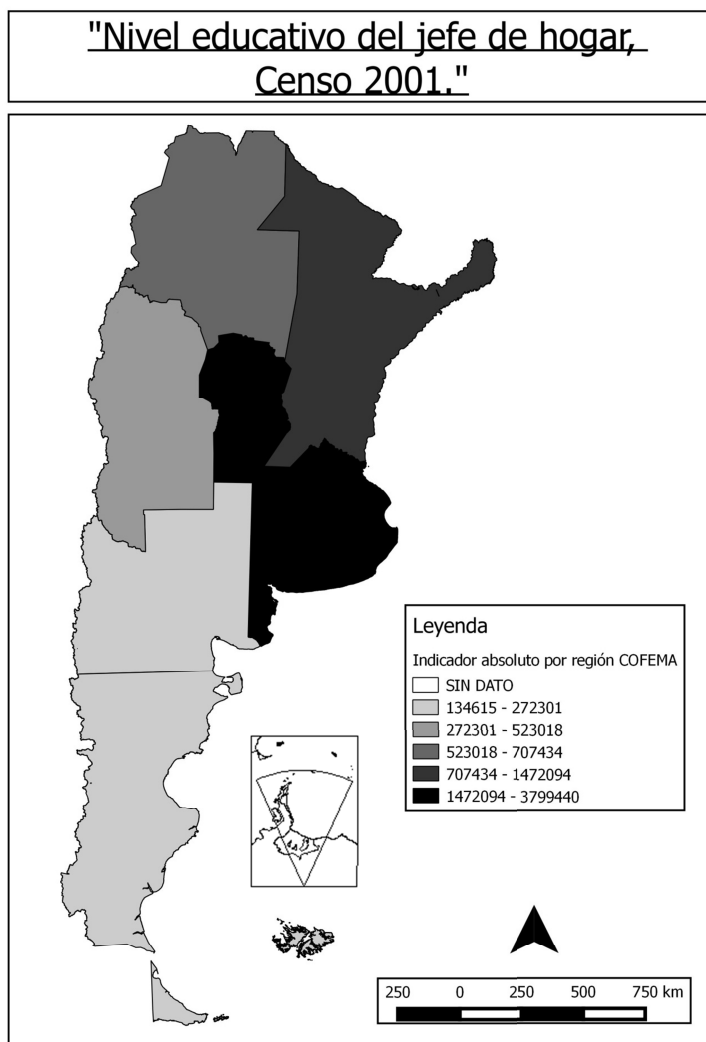 "Nivel educativo del jefe de hogar,
Censo 2001."
Leyenda
Indicador absoluto por región COFEMA
SIN DATO
134615 - 272301
272301 - 523018
523018 - 707434
707434 - 1472094
1472094 - 3799440
250 0 250 500 750 km